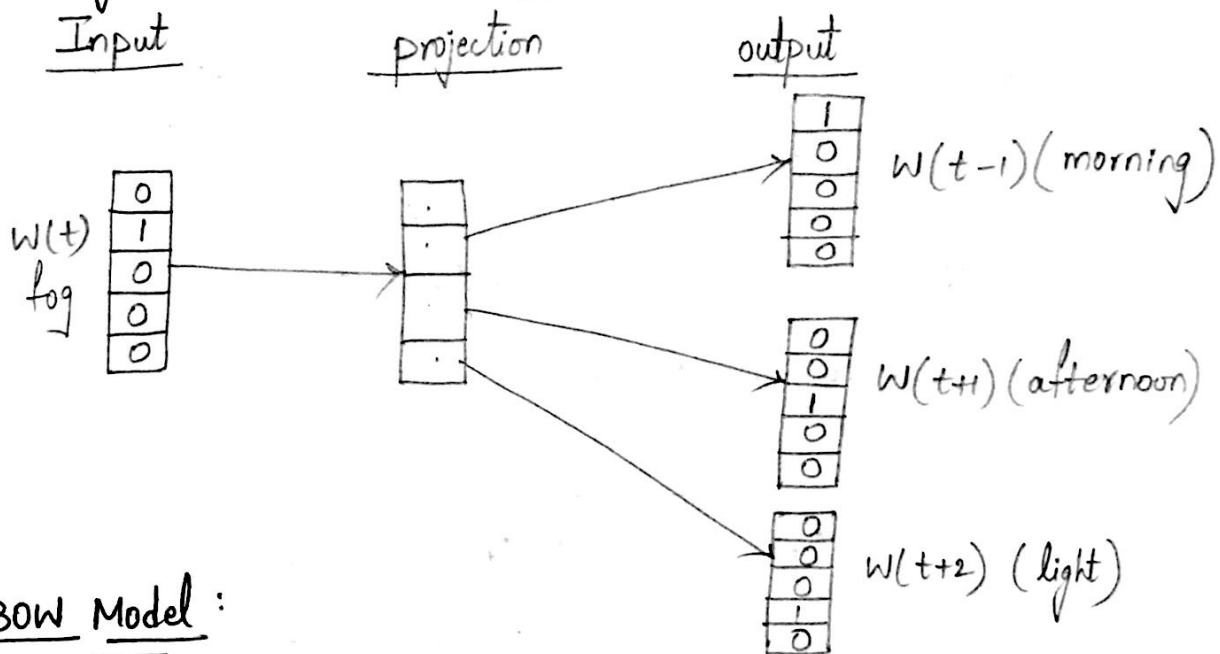 Input projection output
0
1
0
0
0
W(t)
fog
1
0
0
0
0
W(t-1) (morning)
0
0
1
0
0
W(t+1) (afternoon)
0
0
0
1
0
W(t+2) (light)
BOW Model :